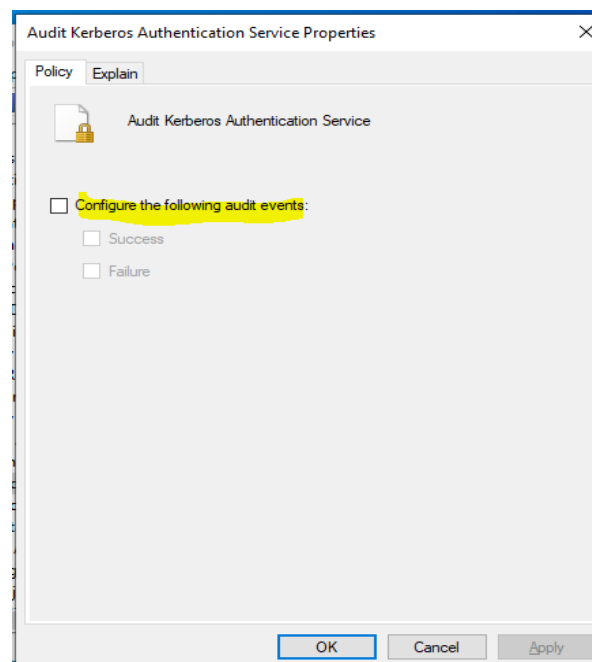 Audit Kerberos Authentication Service Properties
Policy Explain
Audit Kerberos Authentication Service
Configure the following audit events:
Success
Failure
OK Cancel Apply